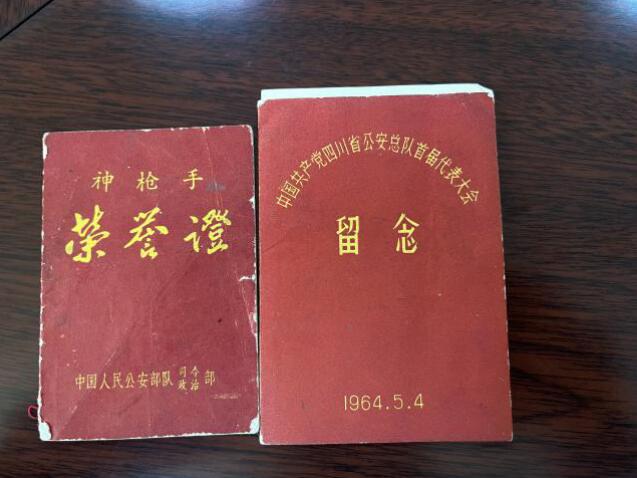 神枪手
荣誉證
中国人民公安部队司令政治部
中国共产党四川省公安总队首届代表大会
留念
1964.5.4